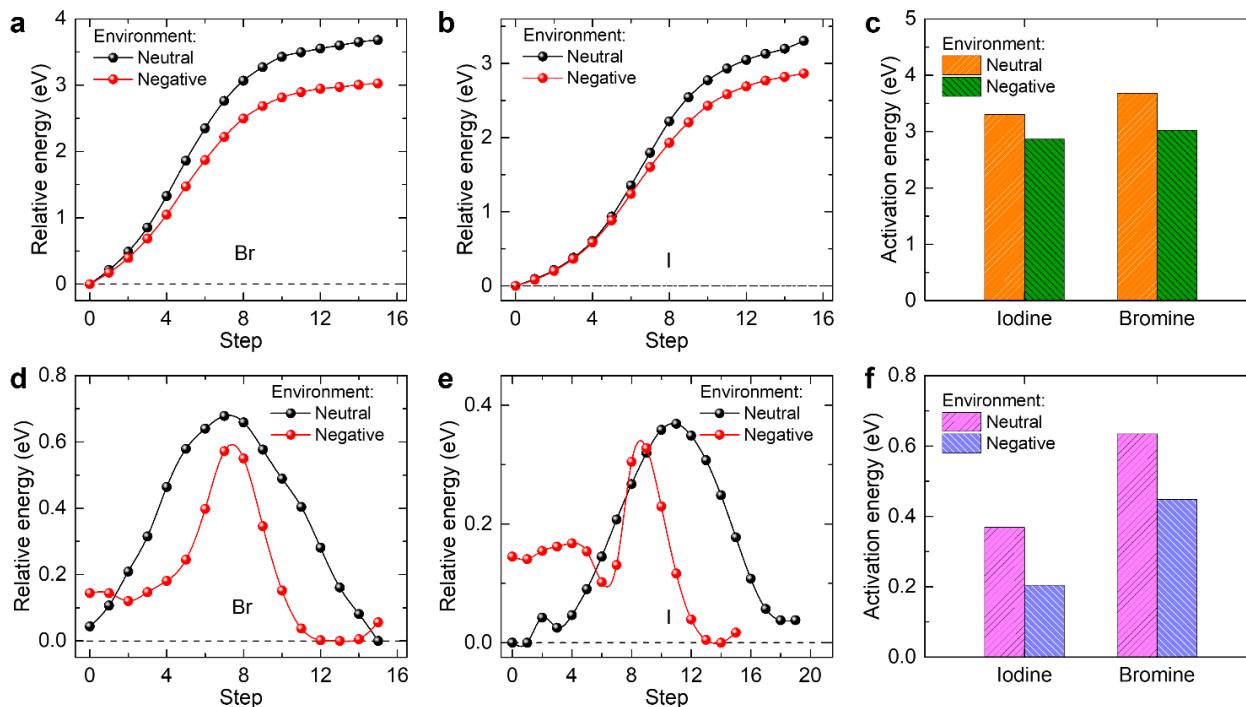 a
Relative energy (eV)
4
3
2
1
0
Environment:
Neutral
Negative
Br
0 4 8 12 16
Step
b
Relative energy (eV)
3
2
1
0
Environment:
Neutral
Negative
I
0 4 8 12 16
Step
c
Activation energy (eV)
5
4
3
2
1
0
Environment:
Neutral
Negative
Iodine Bromine
d
Relative energy (eV)
0.8
0.6
0.4
0.2
0.0
Environment:
Neutral
Negative
Br
0 4 8 12 16
Step
e
Relative energy (eV)
0.4
0.2
0.0
Environment:
Neutral
Negative
I
0 4 8 12 16 20
Step
f
Activation energy (eV)
0.8
0.6
0.4
0.2
0.0
Environment:
Neutral
Negative
Iodine Bromine